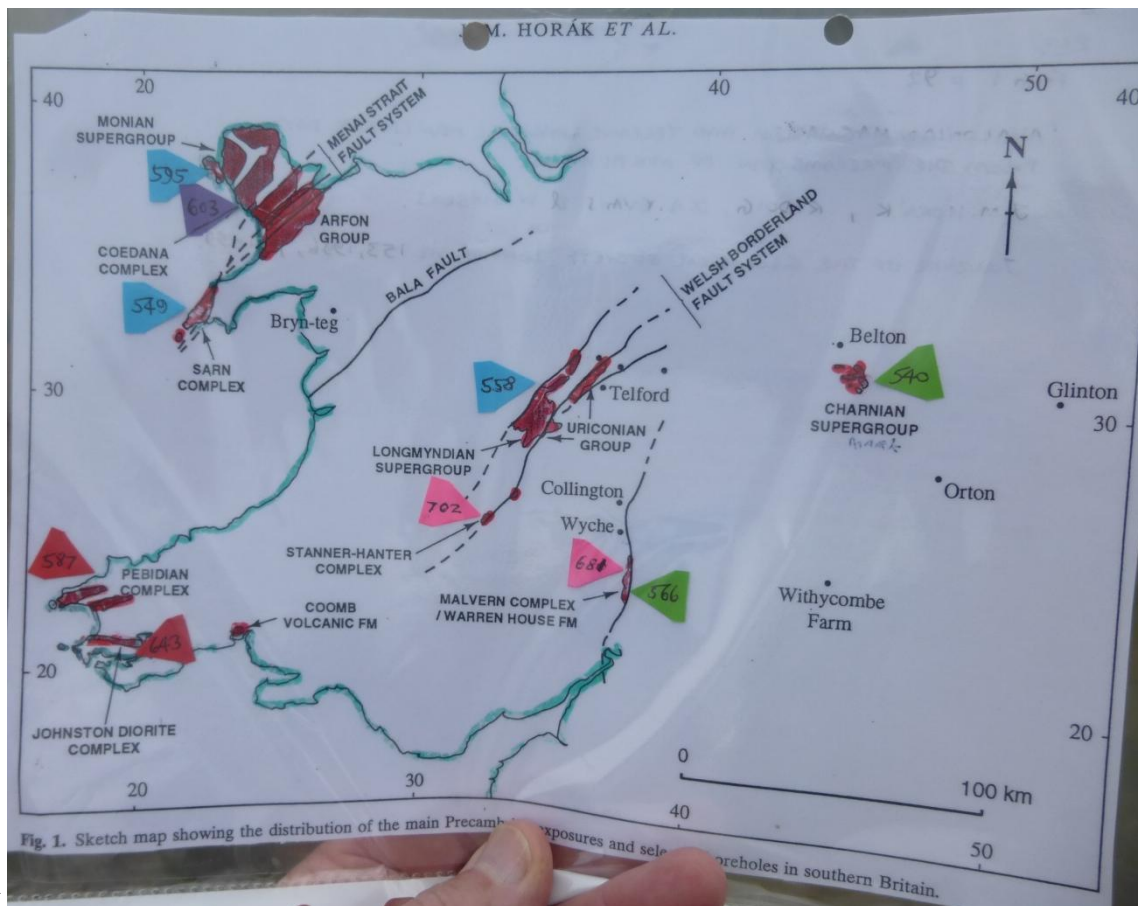 M. HORÁK ET AL.
20
40
50
40
40
MONIAN
SUPERGROUP
MENAI STRAIT
FAULT SYSTEM
N
595
603
ARFON
GROUP
COEDANA
COMPLEX
BALA FAULT
WELSH BORDERLAND
FAULT SYSTEM
549
Bryn-teg
SARN
COMPLEX
Belton
30
558
Telford
540
Glinton
CHARNIAN
SUPERGROUP
30
URICONIAN
GROUP
LONGMYNDIAN
SUPERGROUP
702
Collington
Orton
Wyche
STANNER-HANTER
COMPLEX
587
PEBIDIAN
COMPLEX
681
566
MALVERN COMPLEX
/ WARREN HOUSE FM
Withycombe
Farm
COOMB
VOLCANIC FM
643
20
JOHNSTON DIORITE
COMPLEX
20
0
100 km
20
30
40
50
Fig. 1. Sketch map showing the distribution of the main exposures and boreholes in southern Britain.